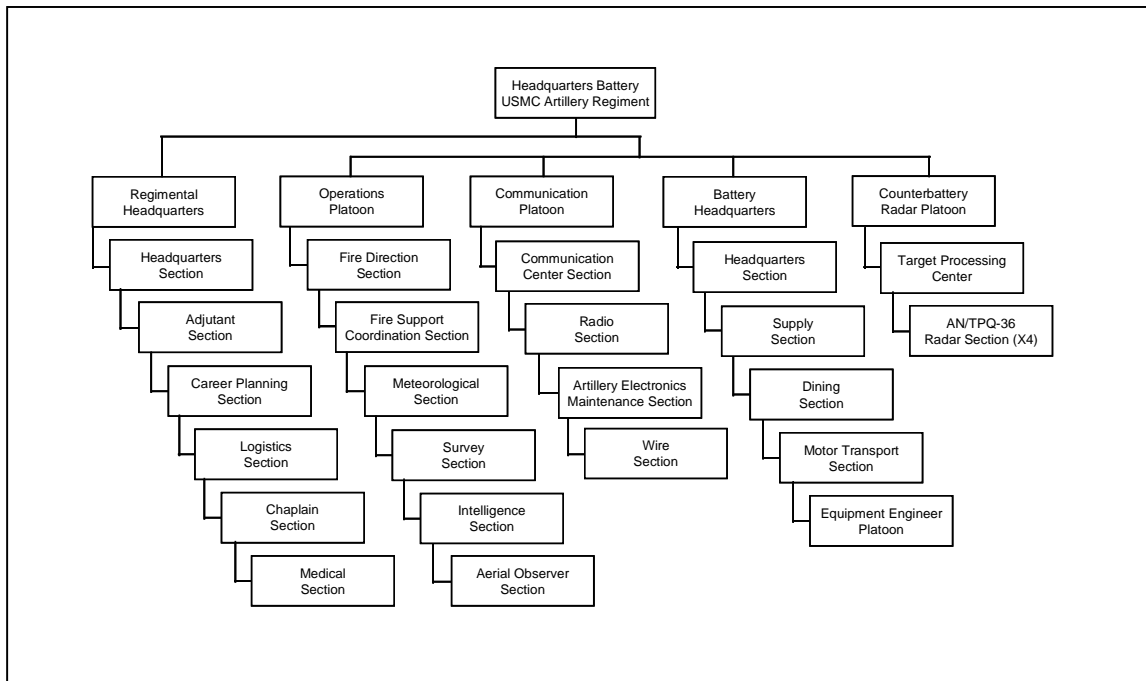 Headquarters Battery
USMC Artillery Regiment
Regimental
Headquarters
Headquarters
Section
Adjutant
Section
Career Planning
Section
Logistics
Section
Chaplain
Section
Medical
Section
Operations
Platoon
Fire Direction
Section
Fire Support
Coordination Section
Meteorological
Section
Survey
Section
Intelligence
Section
Aerial Observer
Section
Communication
Platoon
Communication
Center Section
Radio
Section
Artillery Electronics
Maintenance Section
Wire
Section
Battery
Headquarters
Headquarters
Section
Supply
Section
Dining
Section
Motor Transport
Section
Equipment Engineer
Platoon
Counterbattery
Radar Platoon
Target Processing
Center
AN/TPQ-36
Radar Section (X4)